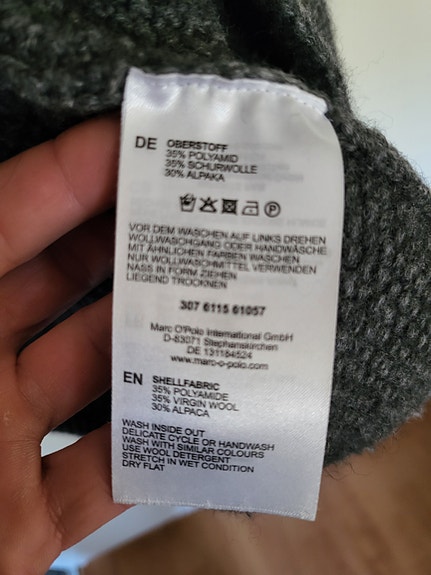 DE OBERSTOFF
35% POLYAMID
35% SCHURWOLLE
30% ALPAKA
VOR DEM WASCHEN AUF LINKS DREHEN
WOLLWASCHGANG ODER HANDWÄSCHE
MIT ÄHNLICHEN FARBEN WASCHEN
NUR WOLLWASCHMITTEL VERWENDEN
NASS IN FORM ZIEHEN
LIEGEND TROCKNEN
307 6115 61057
Marc O'Polo International GmbH
D-83071 Stephanskirchen
DE 131184524
www.marc-o-polo.com
EN SHELLFABRIC
35% POLYAMIDE
35% VIRGIN WOOL
30% ALPACA
WASH INSIDE OUT
DELICATE CYCLE OR HANDWASH
WASH WITH SIMILAR COLOURS
USE WOOL DETERGENT
STRETCH IN WET CONDITION
DRY FLAT